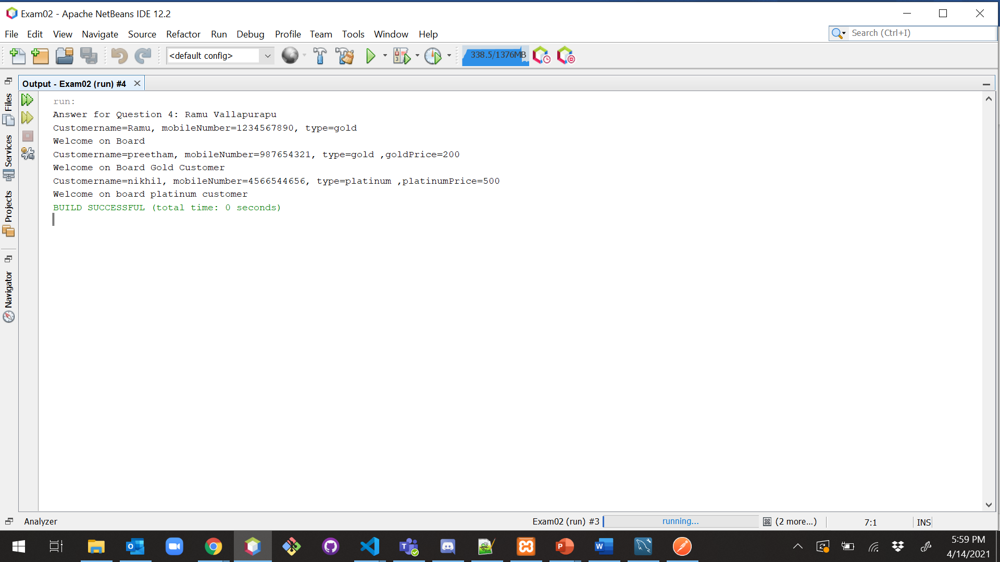 Exam02 - Apache NetBeans IDE 12.2
File Edit View Navigate Source Refactor Run Debug Profile Team Tools Window Help
Search (Ctrl+I)
<default config>
338.5/1376MB
Output - Exam02 (run) #4
Files
Services
Projects
Navigator
run:
Answer for Question 4: Ramu Vallapurapu
Customername=Ramu, mobileNumber=1234567890, type=gold
Welcome on Board
Customername=preetham, mobileNumber=987654321, type=gold ,goldPrice=200
Welcome on Board Gold Customer
Customername=nikhil, mobileNumber=4566544656, type=platinum ,platinumPrice=500
Welcome on board platinum customer
BUILD SUCCESSFUL (total time: 0 seconds)
Analyzer
Exam02 (run) #3
running...
(2 more...)
7:1
INS
5:59 PM
4/14/2021